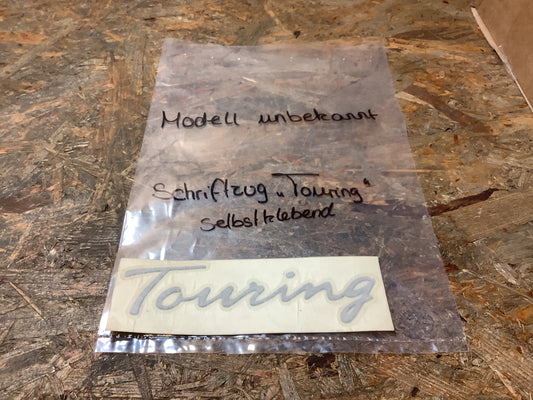 Modell unbekannt
Schriftzug „Touring“
selbstklebend
Touring